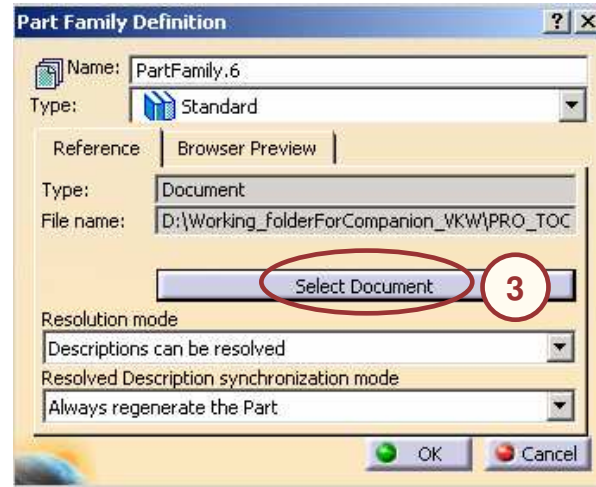 Part Family Definition
Name: PartFamily.6
Type: Standard
Reference Browser Preview
Type: Document
File name: D:\Working_folderForCompanion_VKW\PRO_TOC
Select Document 3
Resolution mode
Descriptions can be resolved
Resolved Description synchronization mode
Always regenerate the Part
OK Cancel